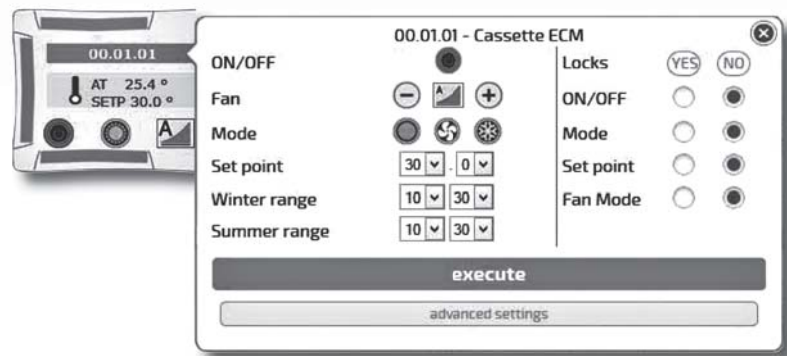 00.01.01
AT 25.4 °
SETP 30.0 °
A
00.01.01 - Cassette ECM
ON/OFF
Fan
A
Mode
Set point 30 . 0
Winter range 10 30
Summer range 10 30
Locks YES NO
ON/OFF
Mode
Set point
Fan Mode
execute
advanced settings